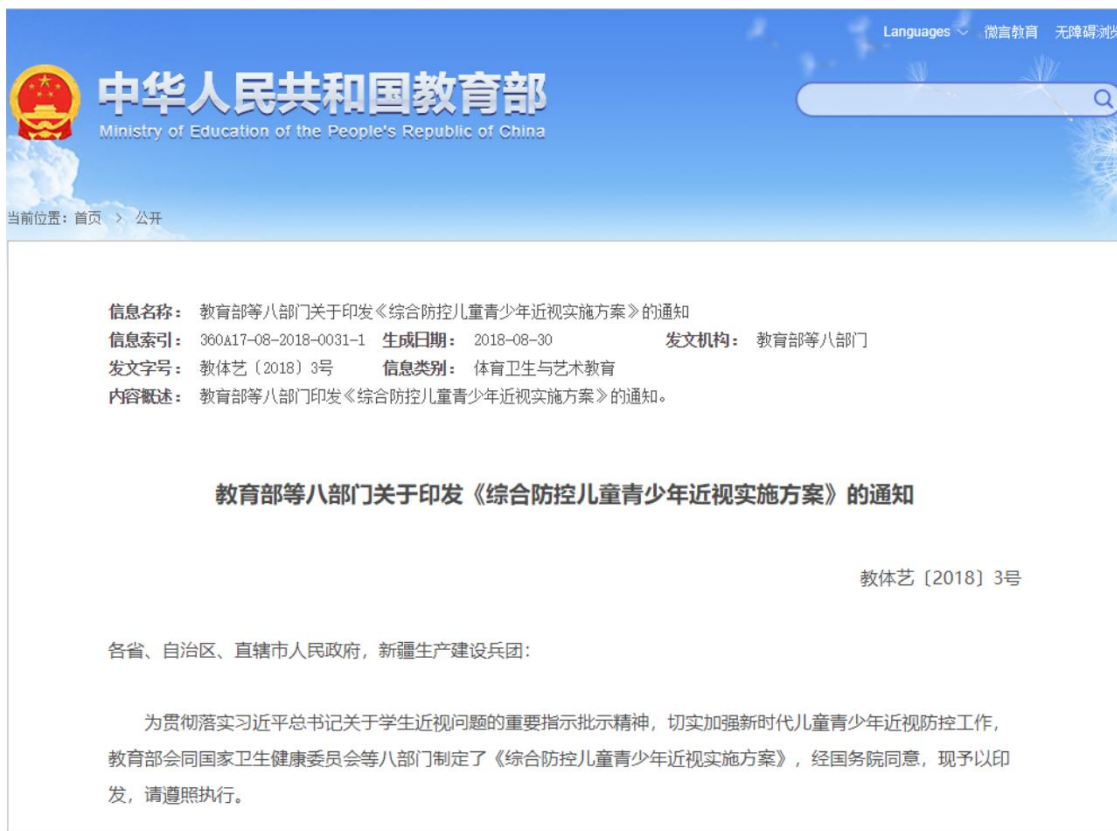 Languages 微言教育 无障碍浏
中华人民共和国教育部
Ministry of Education of the People's Republic of China
当前位置：首页 > 公开
信息名称： 教育部等八部门关于印发《综合防控儿童青少年近视实施方案》的通知
信息索引： 360A17-08-2018-0031-1 生成日期： 2018-08-30 发文机构： 教育部等八部门
发文字号： 教体艺〔2018〕3号 信息类别： 体育卫生与艺术教育
内容概述： 教育部等八部门印发《综合防控儿童青少年近视实施方案》的通知。
教育部等八部门关于印发《综合防控儿童青少年近视实施方案》的通知
教体艺〔2018〕3号
各省、自治区、直辖市人民政府，新疆生产建设兵团：
为贯彻落实习近平总书记关于学生近视问题的重要指示批示精神，切实加强新时代儿童青少年近视防控工作，
教育部会同国家卫生健康委员会等八部门制定了《综合防控儿童青少年近视实施方案》，经国务院同意，现予以印
发，请遵照执行。